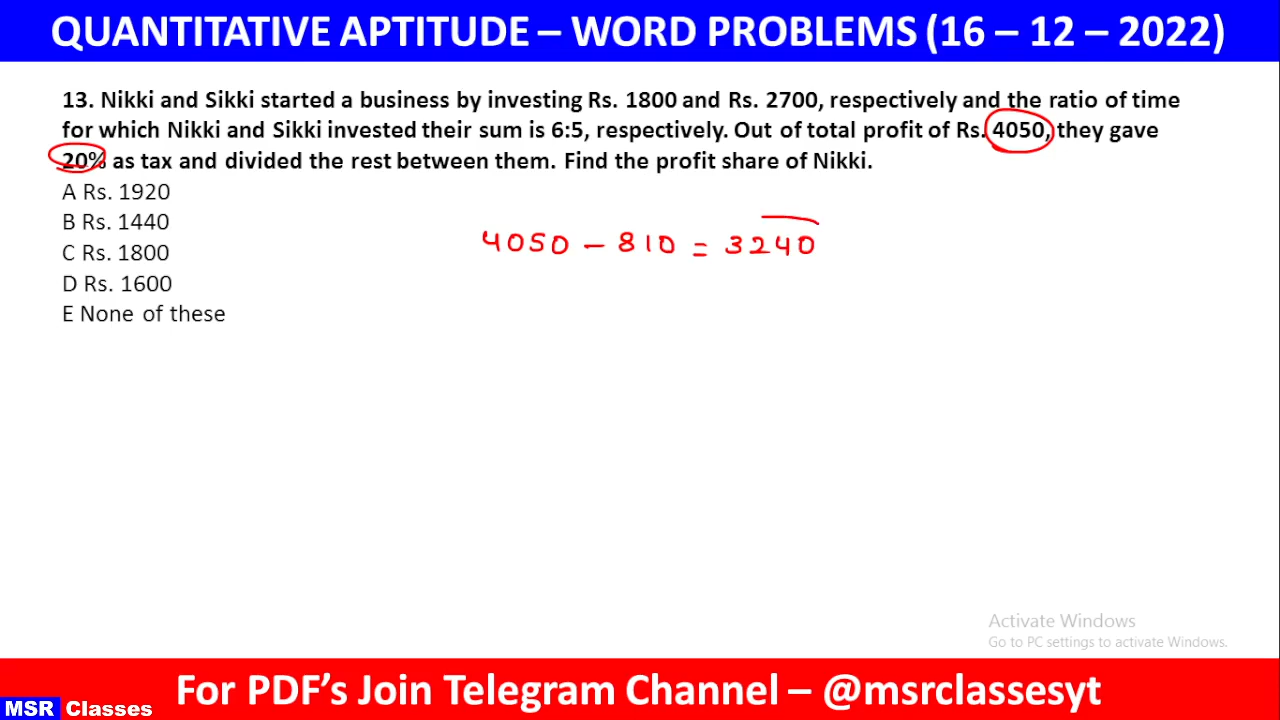 QUANTITATIVE APTITUDE – WORD PROBLEMS (16 – 12 – 2022)
13. Nikki and Sikki started a business by investing Rs. 1800 and Rs. 2700, respectively and the ratio of time
for which Nikki and Sikki invested their sum is 6:5, respectively. Out of total profit of Rs. 4050, they gave
20% as tax and divided the rest between them. Find the profit share of Nikki.
A Rs. 1920
B Rs. 1440
C Rs. 1800
D Rs. 1600
E None of these
4050 – 810 = 3240
Activate Windows
Go to PC settings to activate Windows.
For PDF's Join Telegram Channel – @msrclassesyt
MSR Classes